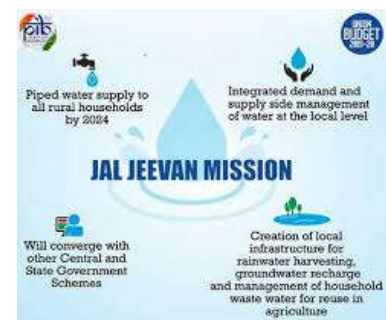 pib
UNION
BUDGET
Piped water supply to
all rural households
by 2024
Integrated demand and
supply side management
of water at the local level
JAL JEEVAN MISSION
Will converge with
other Central and
State Government
Schemes
Creation of local
infrastructure for
rainwater harvesting,
groundwater recharge
and management of household
waste water for reuse in
agriculture